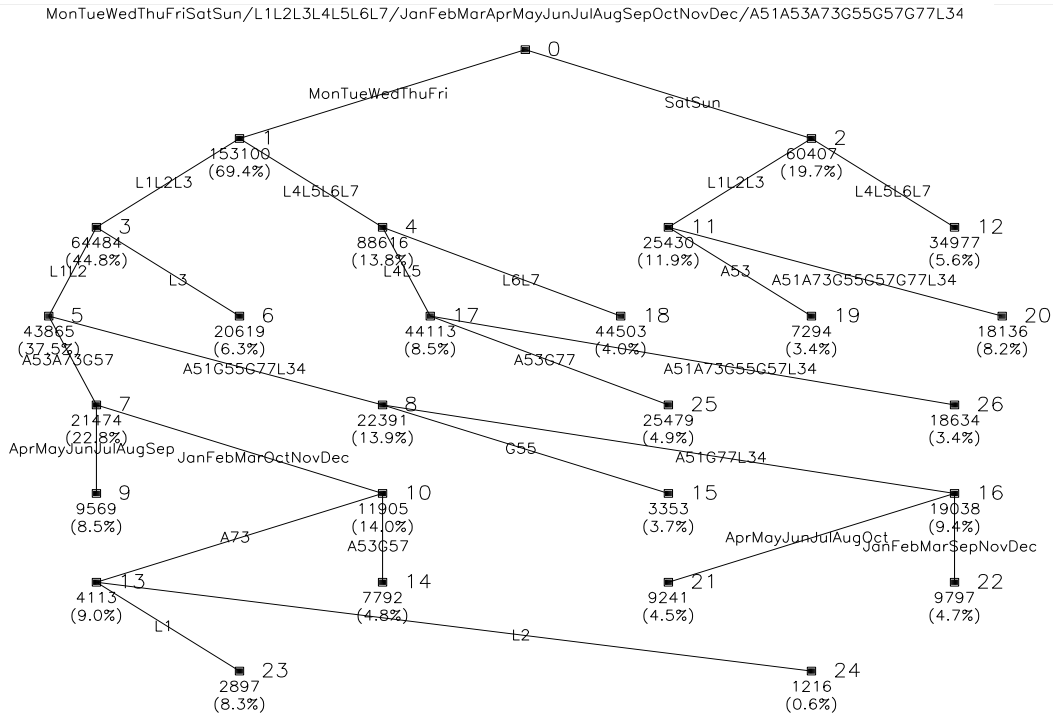 MonTueWedThuFriSatSun/L1L2L3L4L5L6L7/JanFebMarAprMayJunJulAugSepOctNovDec/A51A53A73G55G57G77L34
0
MonTueWedThuFri
SatSun
1
153100
(69.4%)
2
60407
(19.7%)
L1L2L3
L4L5L6L7
L1L2L3
L4L5L6L7
3
64484
(44.8%)
4
88616
(13.8%)
11
25430
(11.9%)
12
34977
(5.6%)
L1L2
L3
L4L5
L6L7
A53
A51A73G55G57G77L34
5
43865
(37.5%)
6
20619
(6.3%)
17
44113
(8.5%)
18
44503
(4.0%)
19
7294
(3.4%)
20
18136
(8.2%)
A53A73G57
A51G55G77L34
A53G77
A51A73G55G57L34
7
21474
(22.8%)
8
22391
(13.9%)
25
25479
(4.9%)
26
18634
(3.4%)
AprMayJunJulAugSep
JanFebMarOctNovDec
G55
A51G77L34
9
9569
(8.5%)
10
11905
(14.0%)
15
3353
(3.7%)
16
19038
(9.4%)
A73
A53G57
AprMayJunJulAugOct
JanFebMarSepNovDec
13
4113
(9.0%)
14
7792
(4.8%)
21
9241
(4.5%)
22
9797
(4.7%)
L1
L2
23
2897
(8.3%)
24
1216
(0.6%)